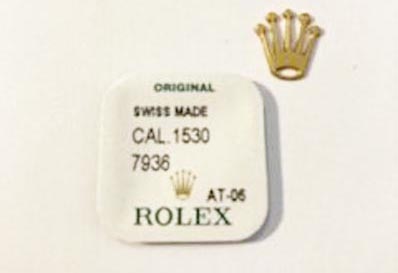 ORIGINAL
SWISS MADE
CAL.1530
7936
AT-06
ROLEX